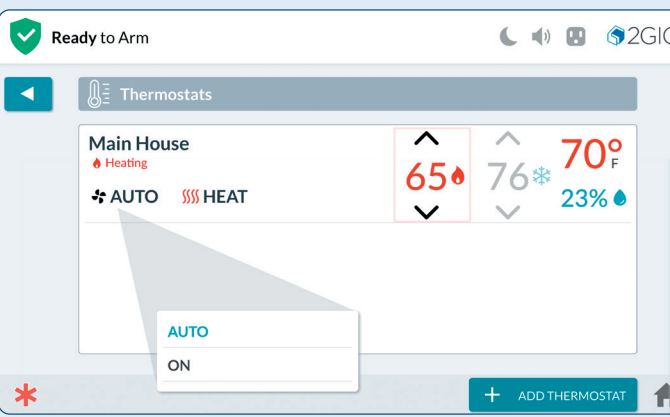 Ready to Arm
2GIG
Thermostats
Main House
Heating
AUTO
HEAT
65
76
70°
F
23%
AUTO
ON
ADD THERMOSTAT